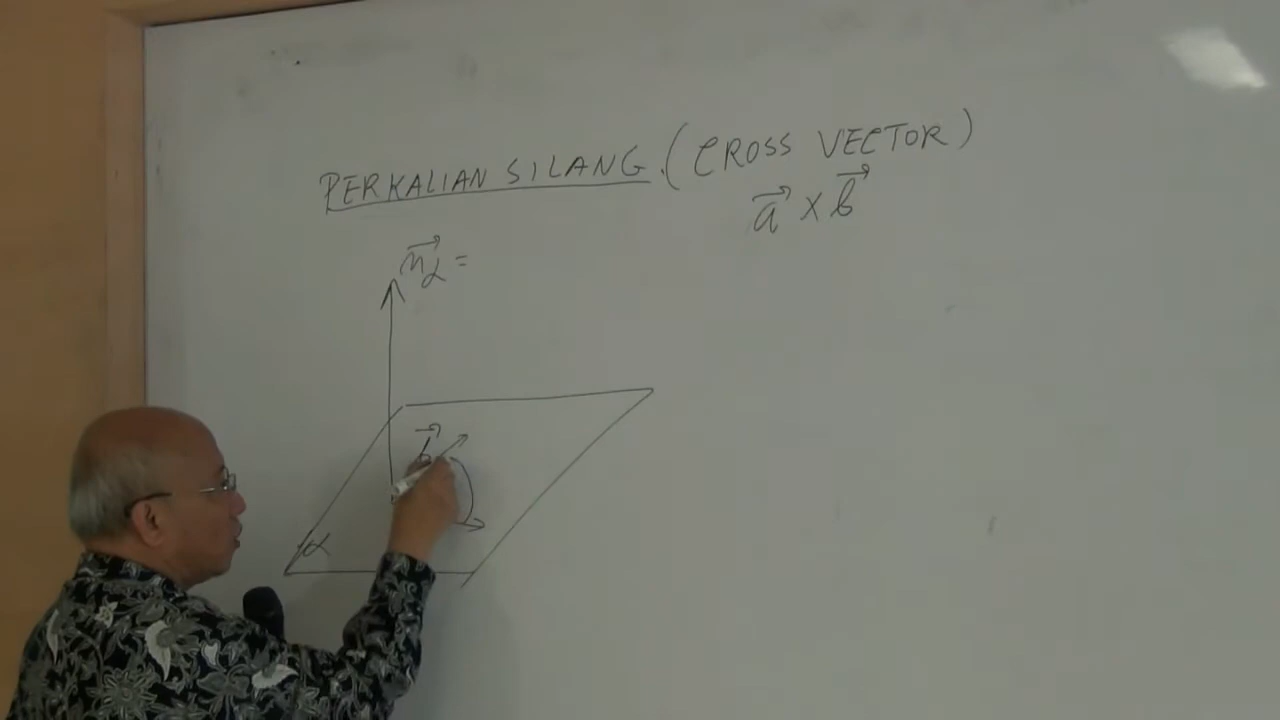 PERKALIAN SILANG. (CROSS VECTOR)
a⃗ × b⃗
n⃗α =
b⃗
α